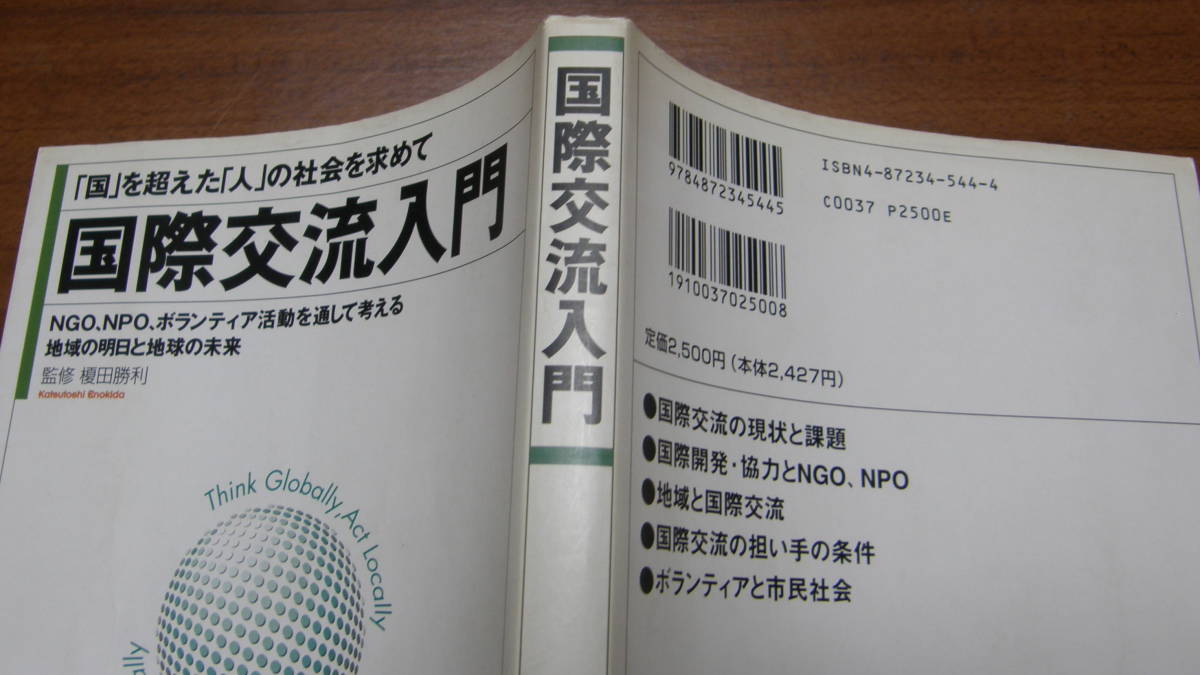 「国」を超えた「人」の社会を求めて
国際交流入門
NGO、NPO、ボランティア活動を通して考える
地域の明日と地球の未来
監修 榎田勝利
Katsutoshi Enokida
Think Globally, Act Locally
国際交流入門
9784872345445
ISBN4-87234-544-4
C0037 P2500E
1910037025008
定価2,500円（本体2,427円）
●国際交流の現状と課題
●国際開発・協力とNGO、NPO
●地域と国際交流
●国際交流の担い手の条件
●ボランティアと市民社会